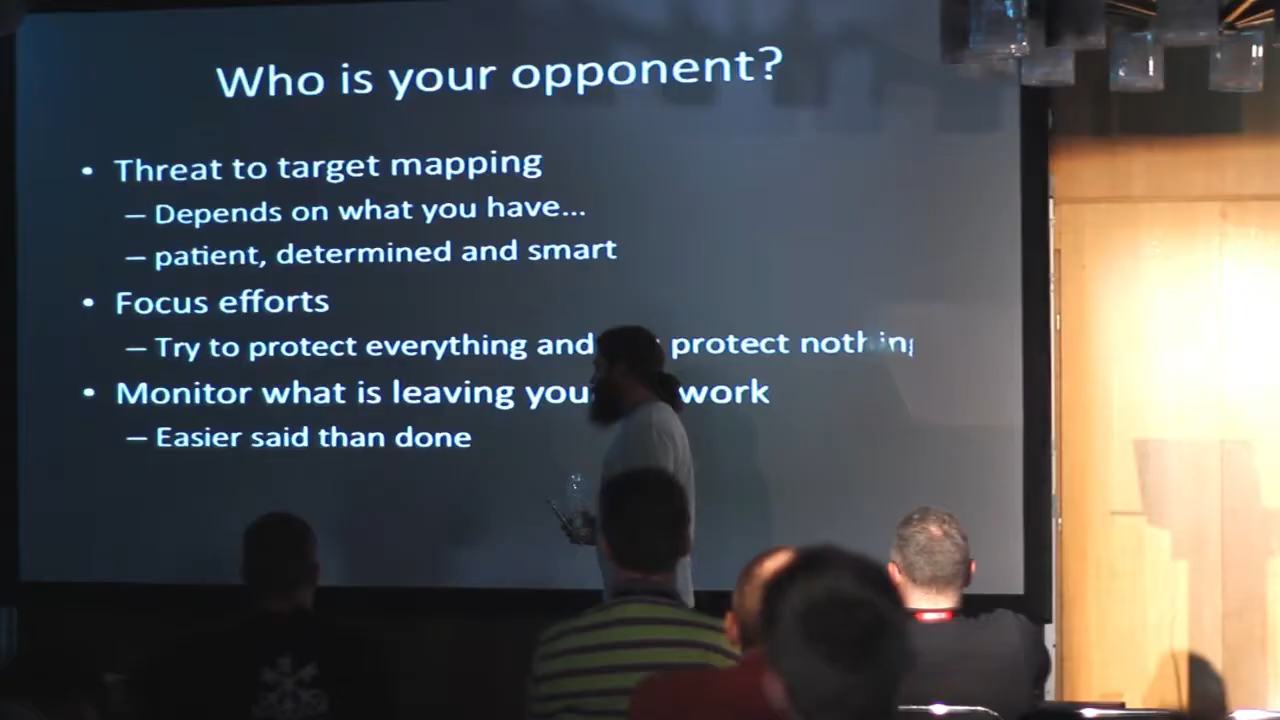 Who is your opponent?
• Threat to target mapping
– Depends on what you have...
– patient, determined and smart
• Focus efforts
– Try to protect everything and protect nothing
• Monitor what is leaving work
– Easier said than done